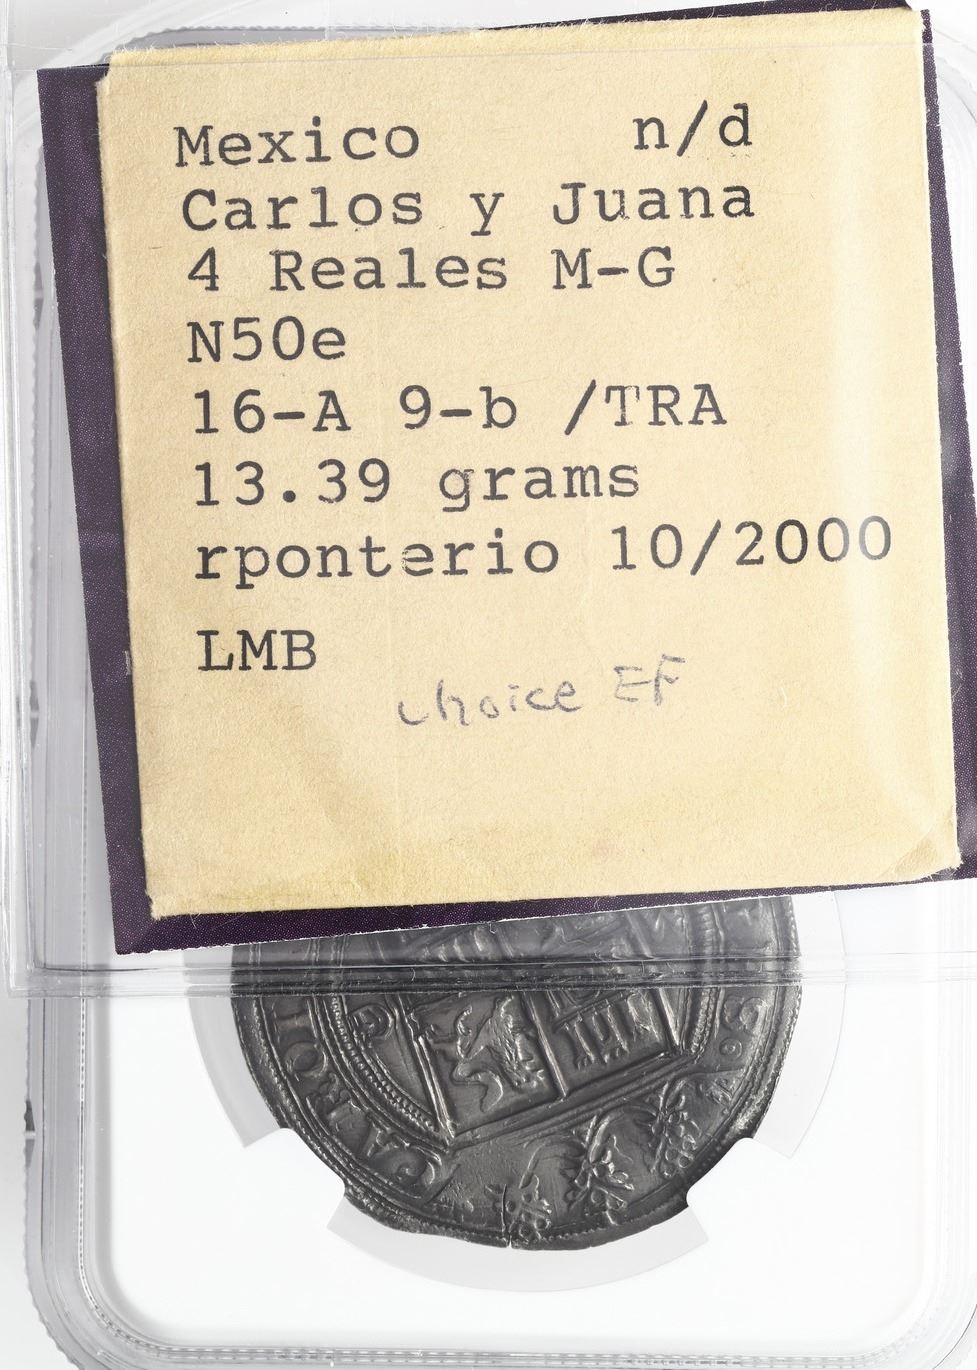 Mexico n/d
Carlos y Juana
4 Reales M-G
N50e
16-A 9-b /TRA
13.39 grams
rponterio 10/2000
LMB
choice EF